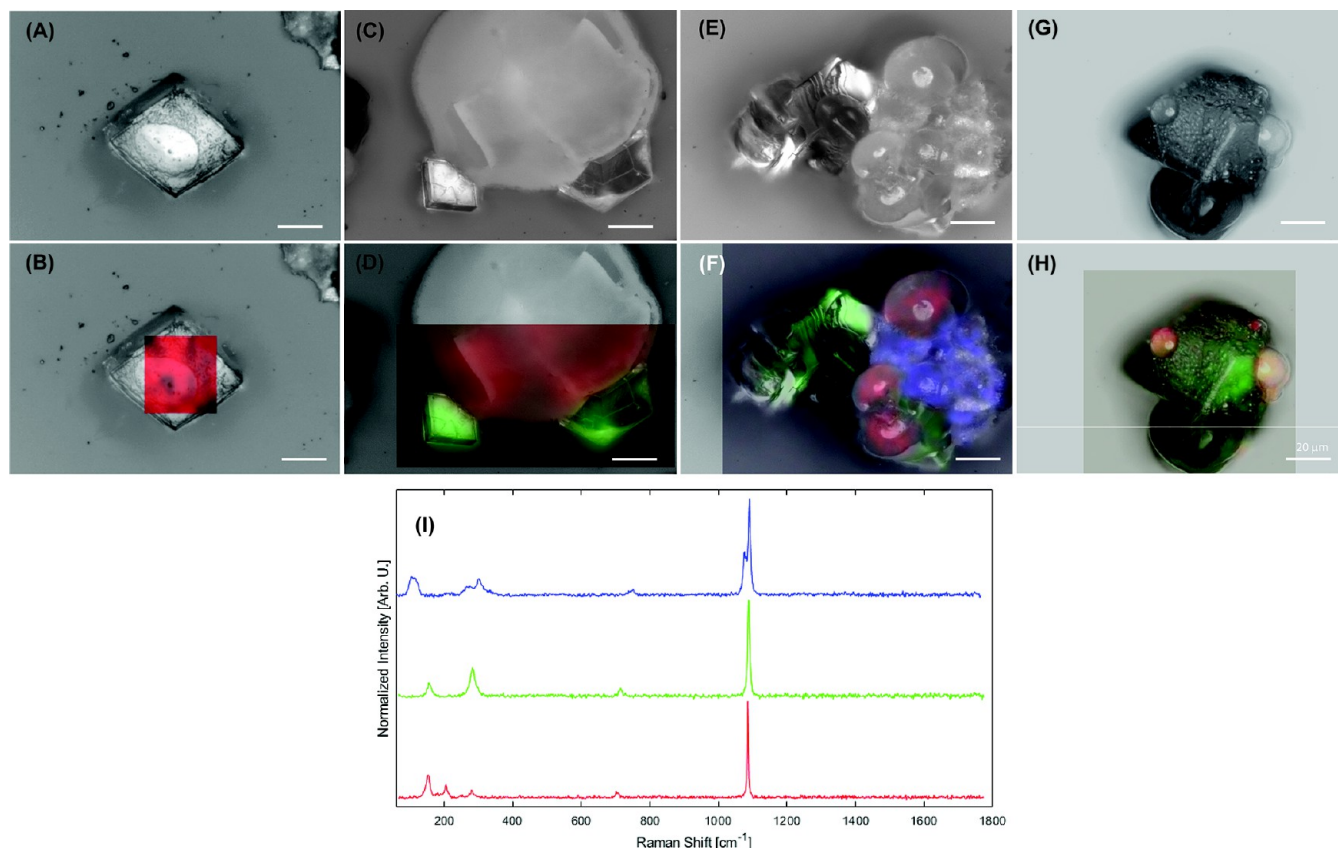 (A)
(C)
(E)
(G)
(B)
(D)
(F)
(H)
20 μm
(I)
Normalized Intensity [Arb. U.]
200 400 600 800 1000 1200 1400 1600 1800
Raman Shift [cm⁻¹]